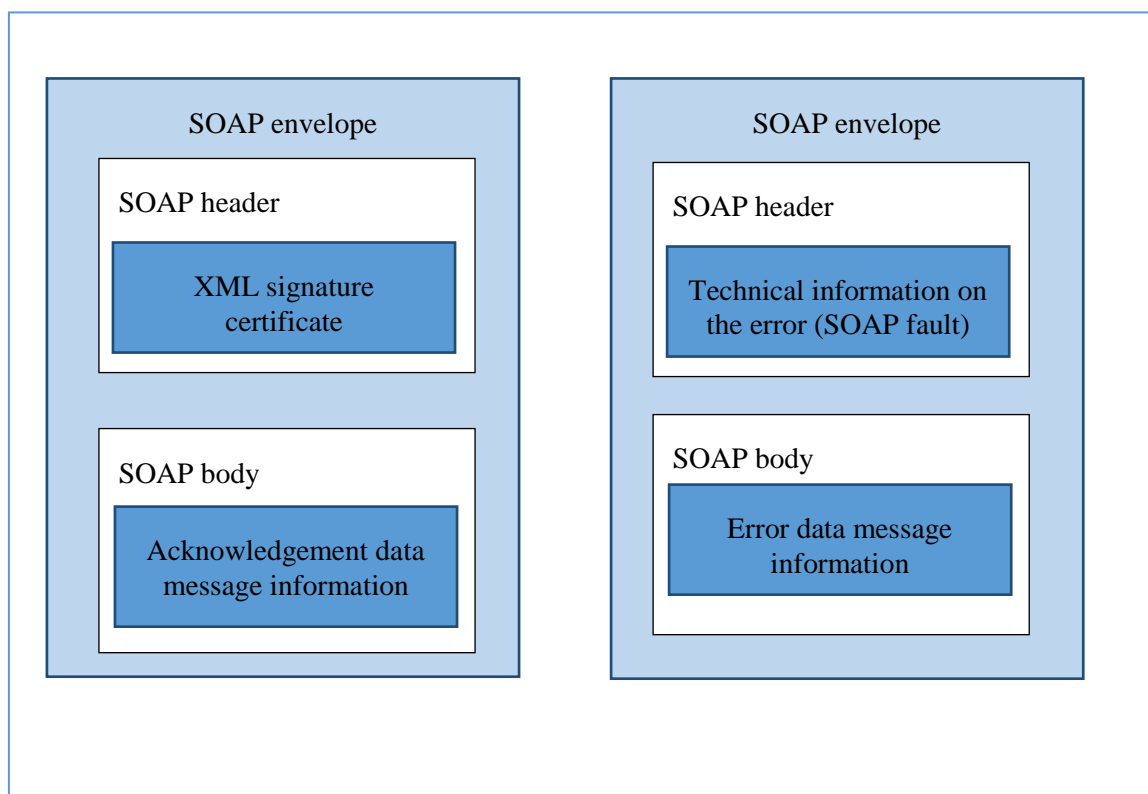 SOAP envelope
SOAP header
XML signature
certificate
SOAP body
Acknowledgement data
message information
SOAP envelope
SOAP header
Technical information on
the error (SOAP fault)
SOAP body
Error data message
information